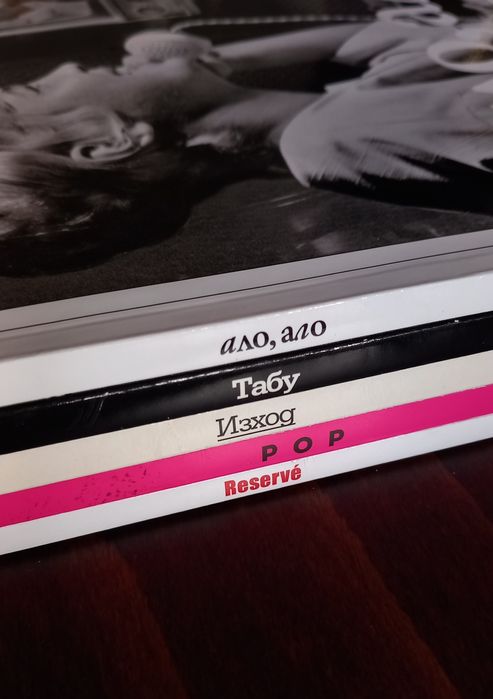 ало, ало
Табу
Изход
POP
Reservé